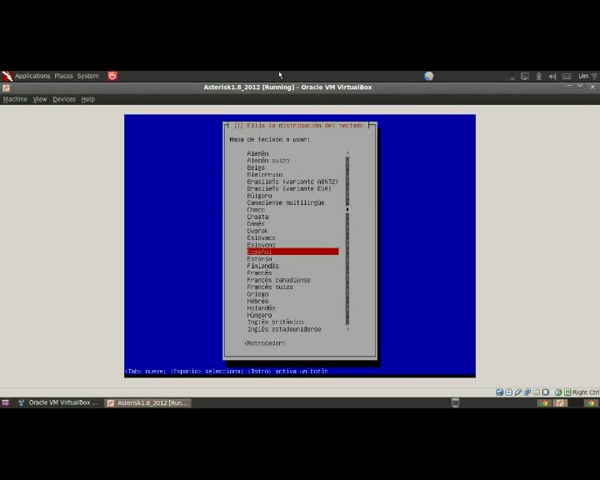 Applications Places System
Asterisk1.8_2012 [Running] - Oracle VM VirtualBox
Machine View Devices Help
[!] Elija la distribución del teclado
Mapa de teclado a usar:
Alemán
Alemán suizo
Belga
Bielorruso
Brasileño (variante ABNT2)
Brasileño (variante EUA)
Búlgaro
Canadiense multilingüe
Checo
Croata
Danés
Dvorak
Eslovaco
Esloveno
Español
Estonio
Finlandés
Francés
Francés canadiense
Francés suizo
Griego
Hebreo
Holandés
Húngaro
Inglés británico
Inglés estadounidense
<Retroceder>
<Tab> mueve; <Espacio> selecciona; <Intro> activa un botón
Right Ctrl
Oracle VM VirtualBox ...
Asterisk1.8_2012 [Run...